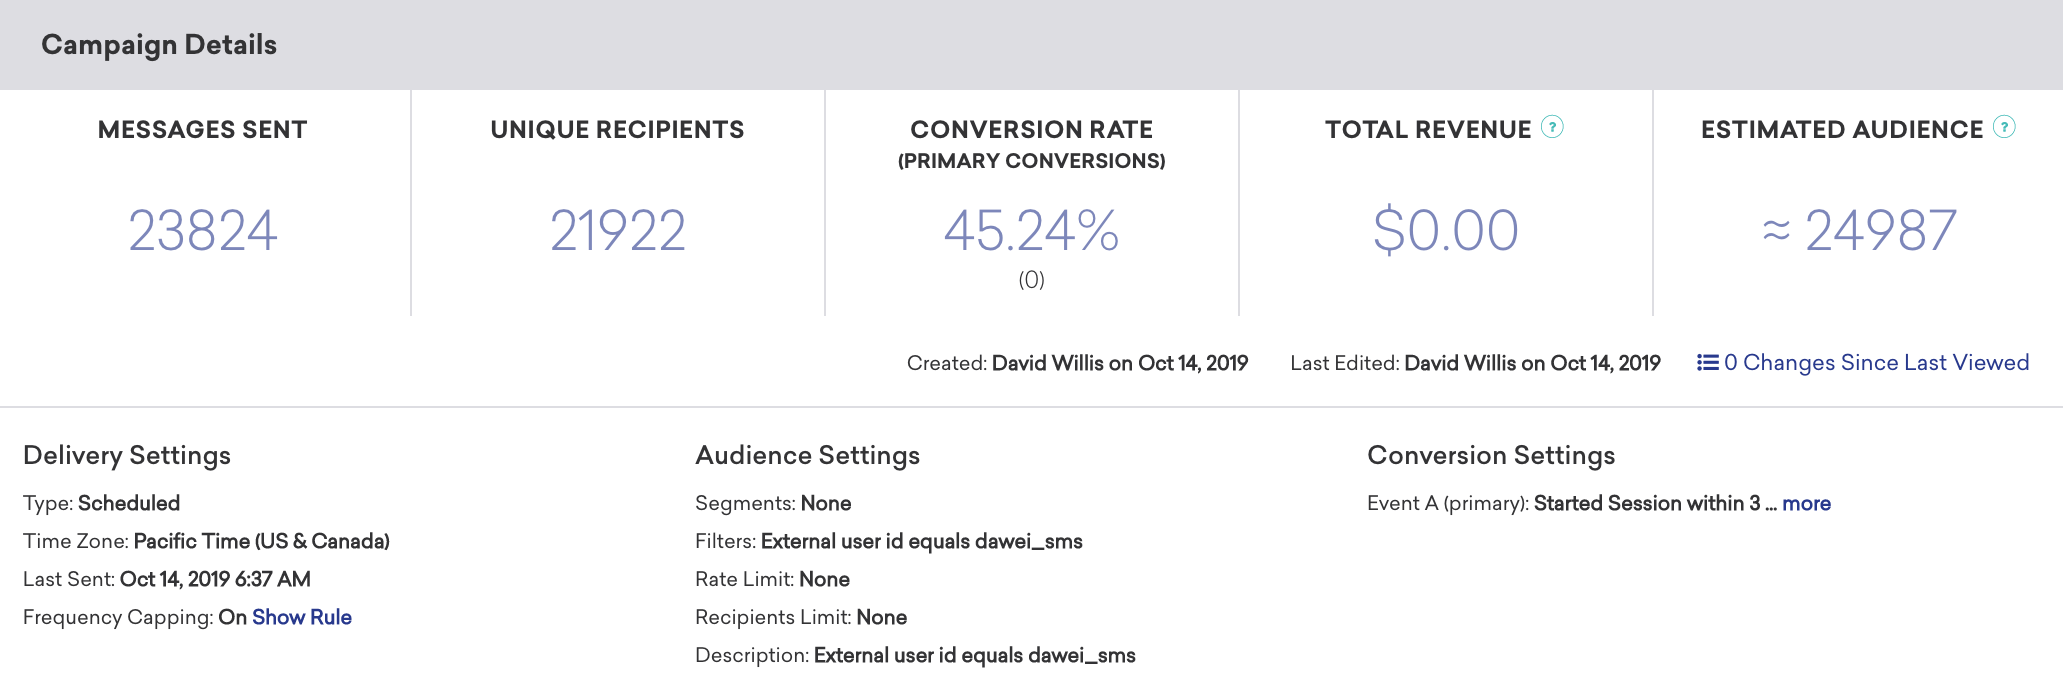 Campaign Details
MESSAGES SENT
23824
UNIQUE RECIPIENTS
21922
CONVERSION RATE
(PRIMARY CONVERSIONS)
45.24%
(0)
TOTAL REVENUE ?
$0.00
ESTIMATED AUDIENCE ?
≈ 24987
Created: David Willis on Oct 14, 2019
Last Edited: David Willis on Oct 14, 2019
0 Changes Since Last Viewed
Delivery Settings
Type: Scheduled
Time Zone: Pacific Time (US & Canada)
Last Sent: Oct 14, 2019 6:37 AM
Frequency Capping: On Show Rule
Audience Settings
Segments: None
Filters: External user id equals dawei_sms
Rate Limit: None
Recipients Limit: None
Description: External user id equals dawei_sms
Conversion Settings
Event A (primary): Started Session within 3 ... more